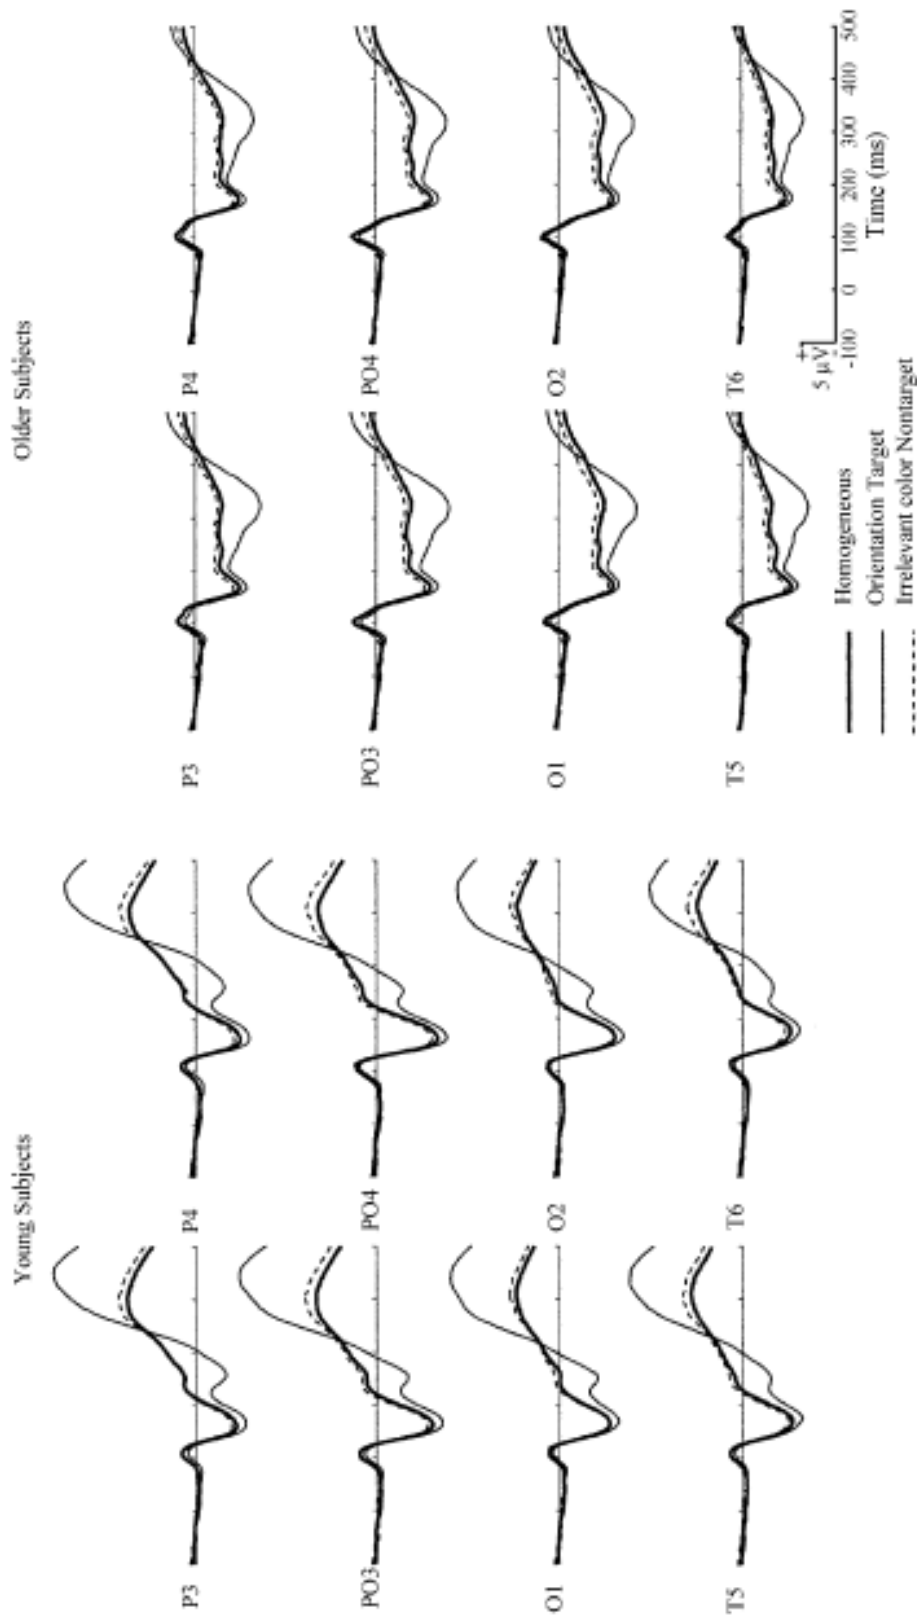 Young Subjects
Older Subjects
P3
P4
P3
P4
PO3
PO4
PO3
PO4
O1
O2
O1
O2
T5
T6
T5
T6
+
5 µV
-
-100 0 100 200 300 400 500
Time (ms)
Homogeneous
Orientation Target
Irrelevant color Nontarget